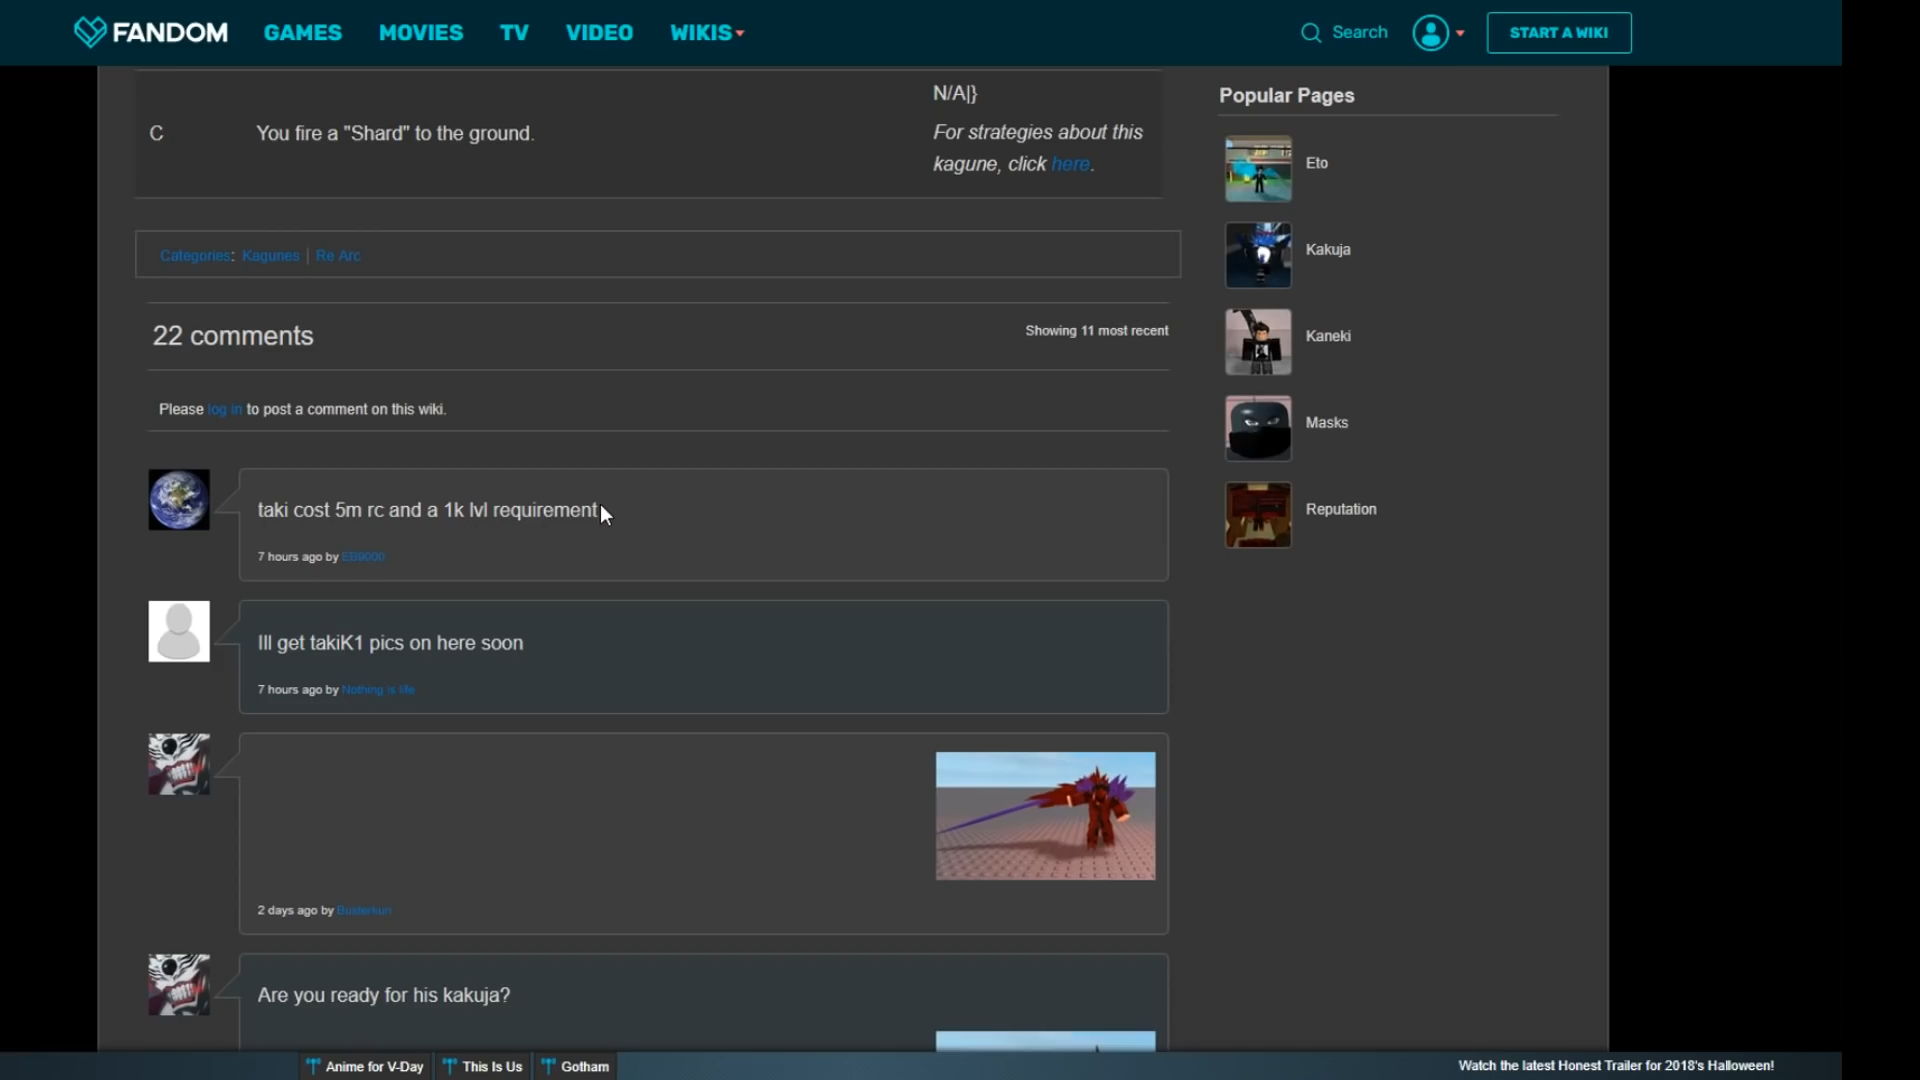 FANDOM GAMES MOVIES TV VIDEO WIKIS Search START A WIKI
N/A|}
C You fire a "Shard" to the ground. For strategies about this
kagune, click here.
Categories: Kagunes | Re Arc
22 comments Showing 11 most recent
Please log in to post a comment on this wiki.
taki cost 5m rc and a 1k lvl requirement
7 hours ago by EB9000
Ill get takiK1 pics on here soon
7 hours ago by Nothing is life
2 days ago by Busterkun
Are you ready for his kakuja?
Popular Pages
Eto
Kakuja
Kaneki
Masks
Reputation
Anime for V-Day This Is Us Gotham Watch the latest Honest Trailer for 2018's Halloween!